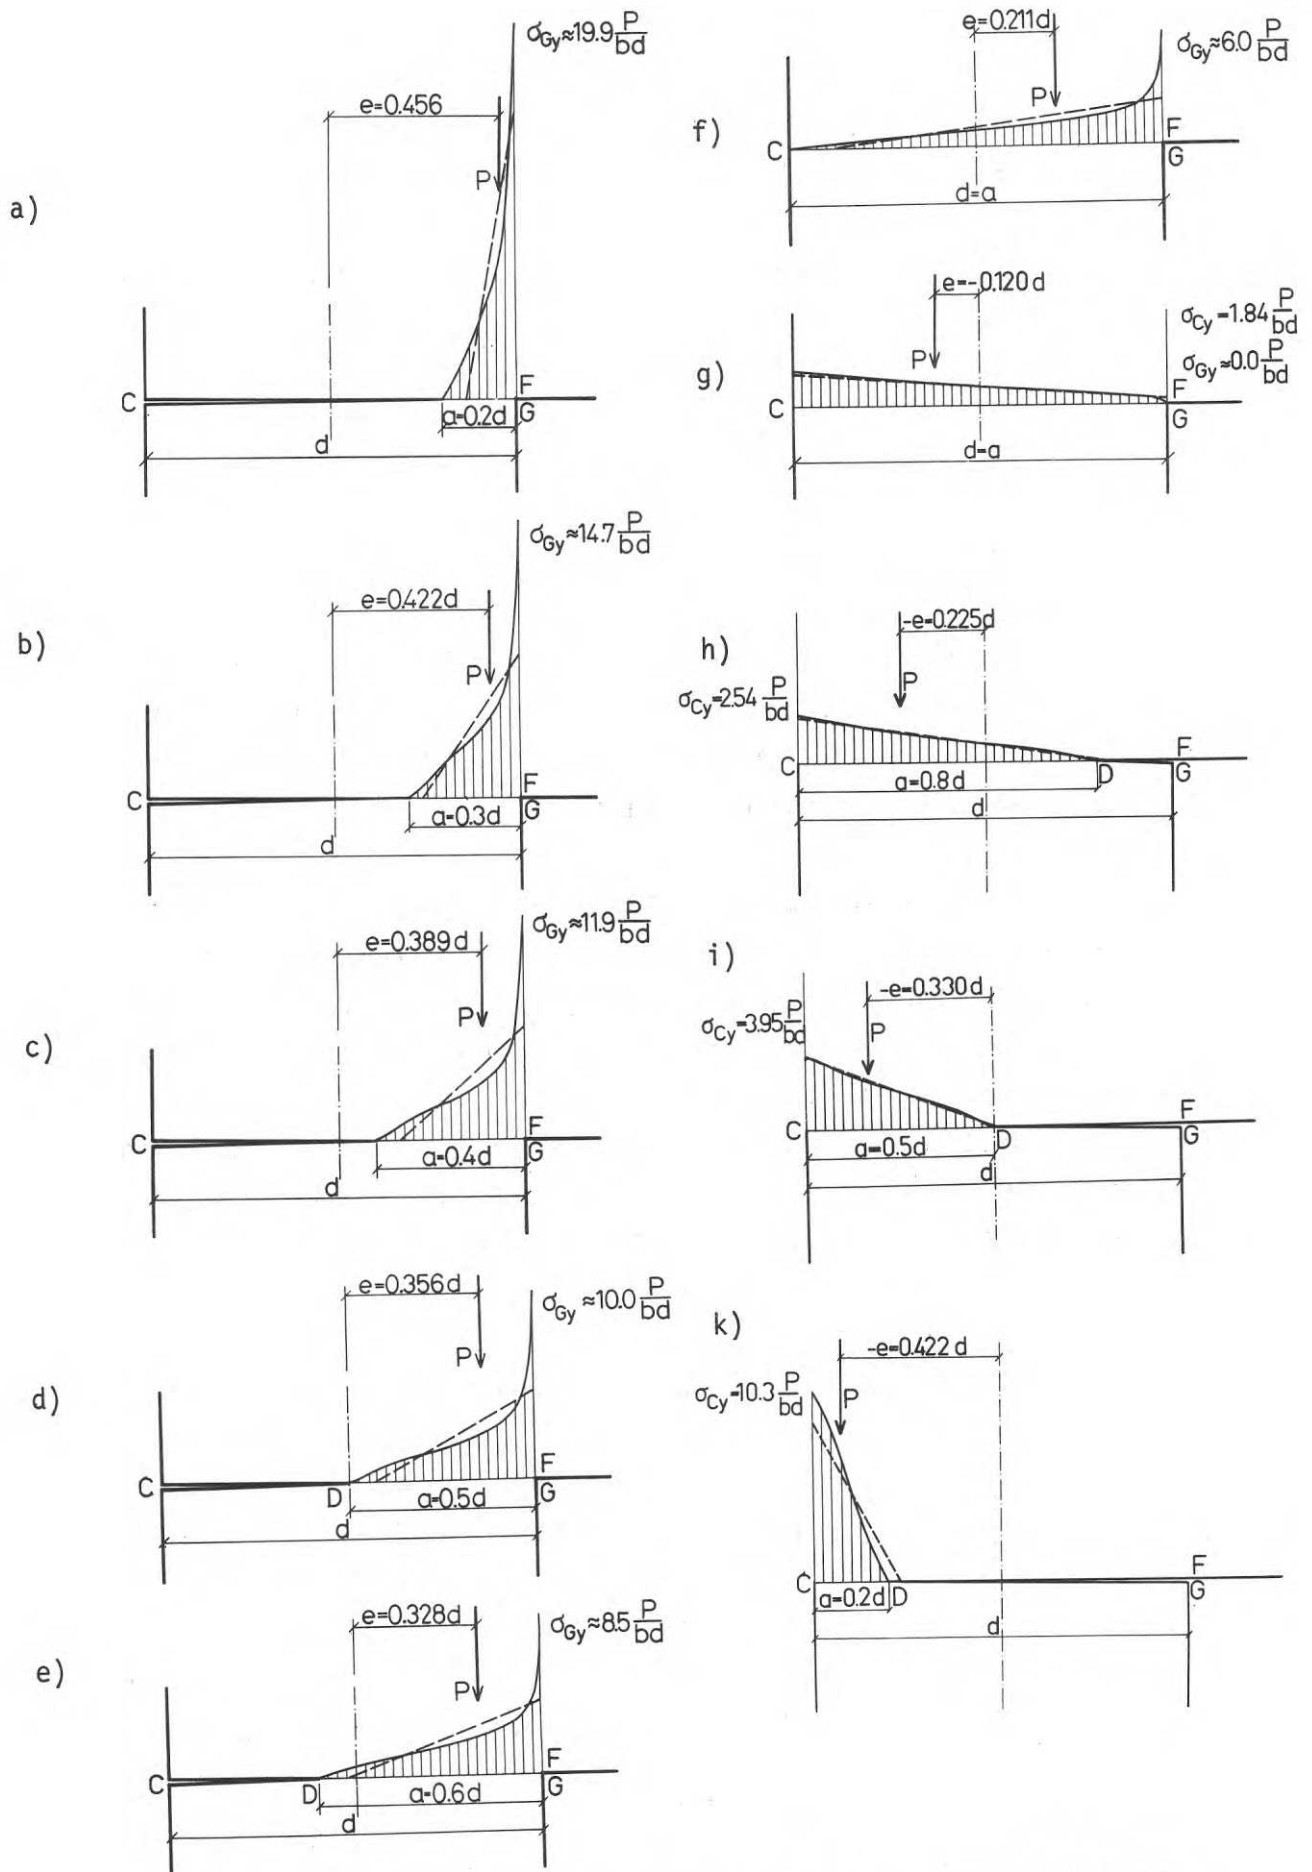 a)
σGy≈19.9 P/bd
e=0.456
P
C
F
G
a=0.2d
d
b)
σGy≈14.7 P/bd
e=0.422d
P
C
F
G
a=0.3d
d
c)
σGy≈11.9 P/bd
e=0.389d
P
C
F
G
a=0.4d
d
d)
σGy≈10.0 P/bd
e=0.356d
P
C
D
F
G
a=0.5d
d
e)
σGy≈8.5 P/bd
e=0.328d
P
C
D
F
G
a=0.6d
d
f)
e=0.211d
σGy≈6.0 P/bd
P
C
F
G
d=a
g)
e=-0.120d
σCy=1.84 P/bd
σGy≈0.0 P/bd
P
C
F
G
d=a
h)
-e=0.225d
P
σCy=2.54 P/bd
C
D
F
G
a=0.8d
d
i)
-e=0.330d
P
σCy=3.95 P/bd
C
D
F
G
a=0.5d
d
k)
-e=0.422d
P
σCy=10.3 P/bd
C
D
F
G
a=0.2d
d